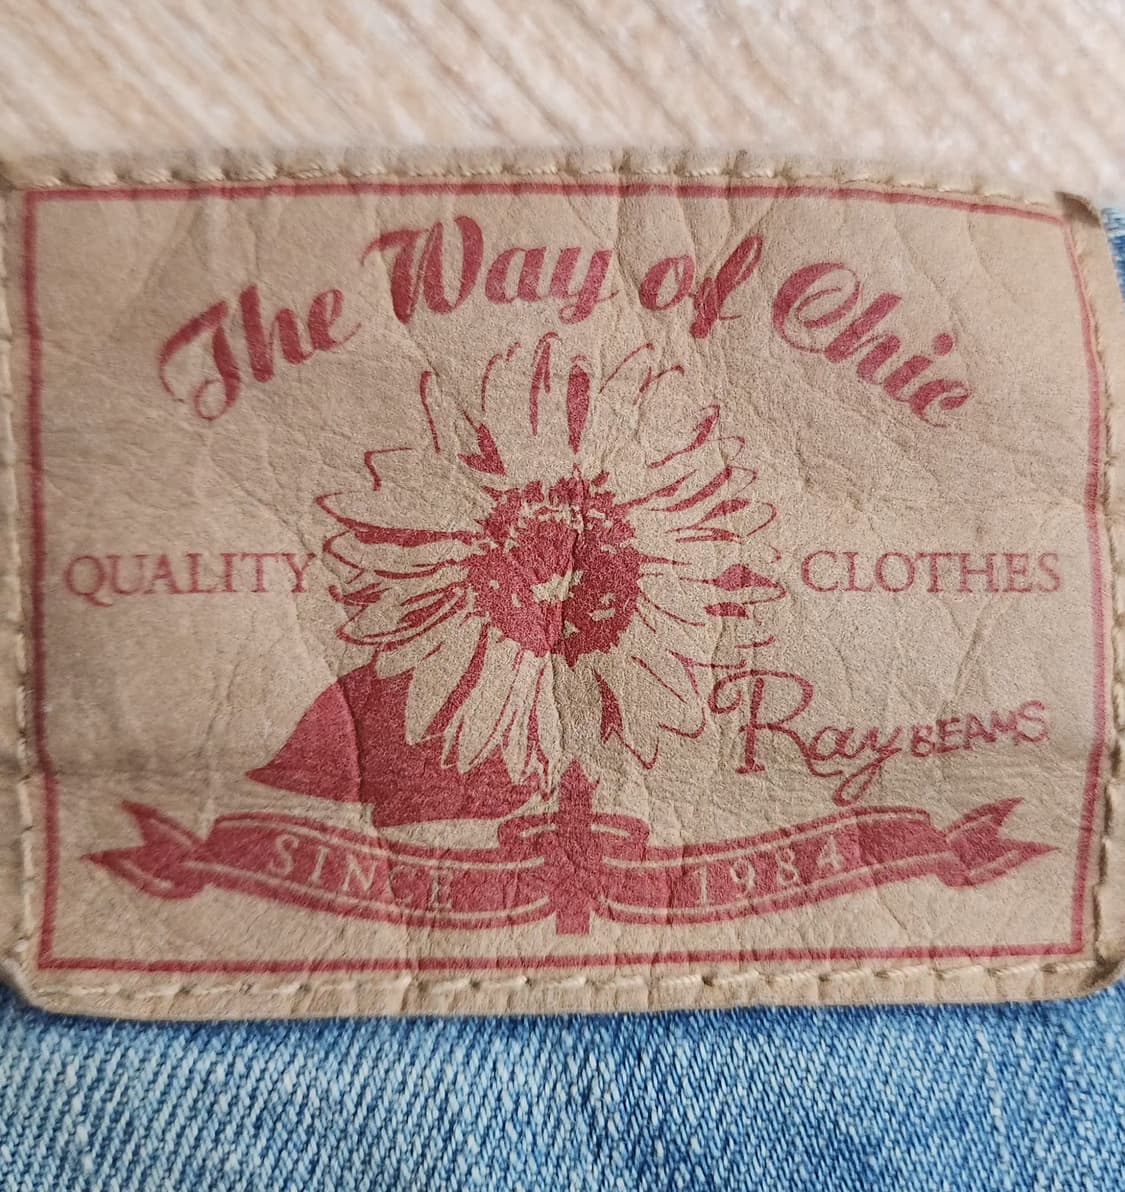 The Way of Chic
QUALITY CLOTHES
Ray BEAMS
SINCE 1984